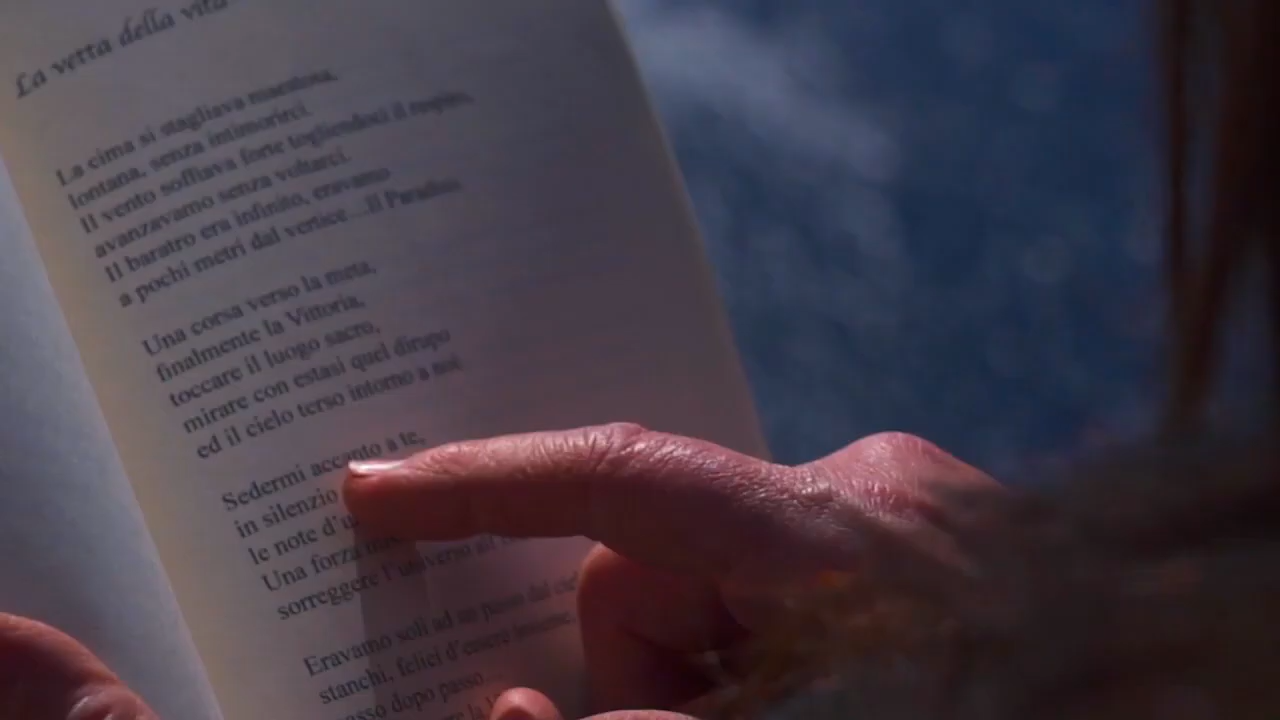 La vetta della vita
La cima si stagliava maestosa,
lontana, senza intimorirci.
Il vento soffiava forte togliendoci il respiro,
avanzavamo senza voltarci.
Il baratro era infinito, eravamo
a pochi metri dal vertice...il Paradiso.
Una corsa verso la meta,
finalmente la Vittoria,
toccare il luogo sacro,
mirare con estasi quel dirupo
ed il cielo terso intorno a noi
Sedermi accanto a te,
in silenzio
le note d'u
Una forza
sorreggere l'universo
Eravamo soli ad un passo dal
stanchi, felici d'essere insieme,
passo dopo passo